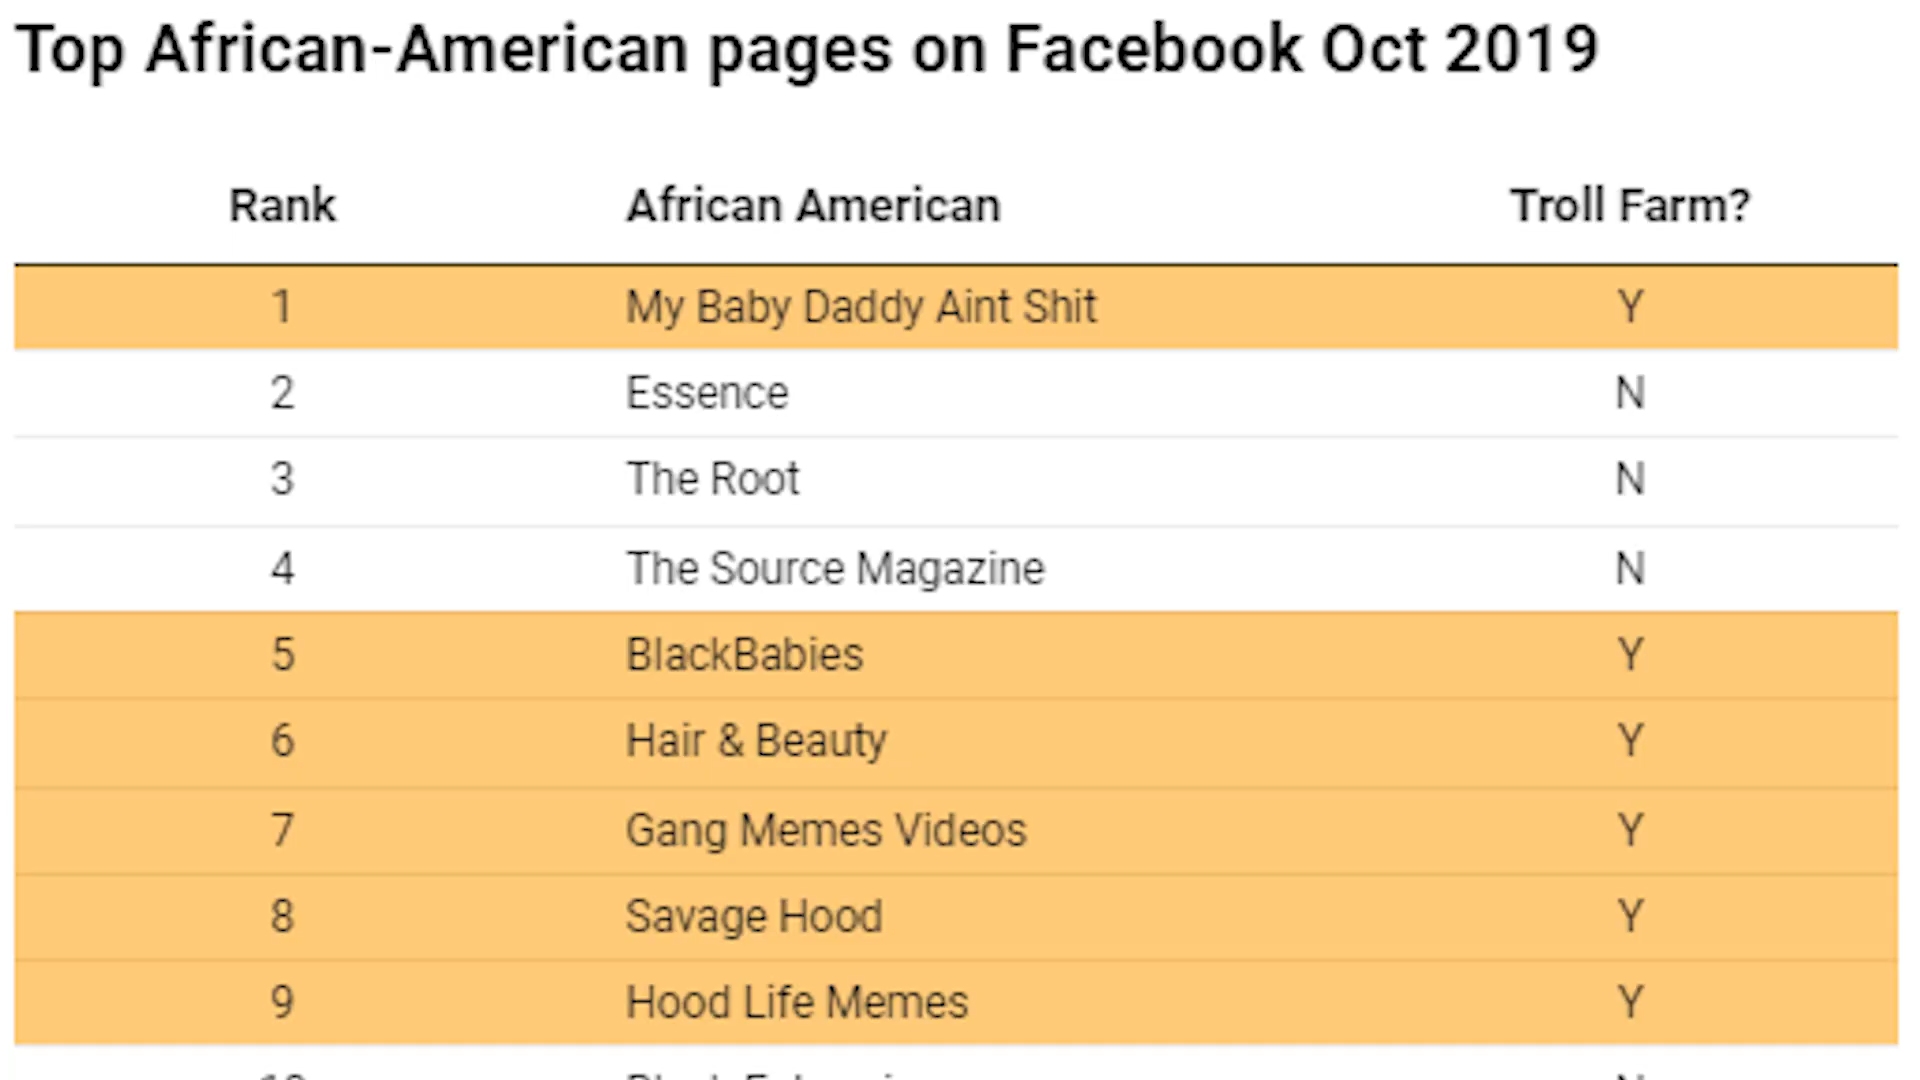 Top African-American pages on Facebook Oct 2019
Rank African American Troll Farm?
1 My Baby Daddy Aint Shit Y
2 Essence N
3 The Root N
4 The Source Magazine N
5 BlackBabies Y
6 Hair & Beauty Y
7 Gang Memes Videos Y
8 Savage Hood Y
9 Hood Life Memes Y